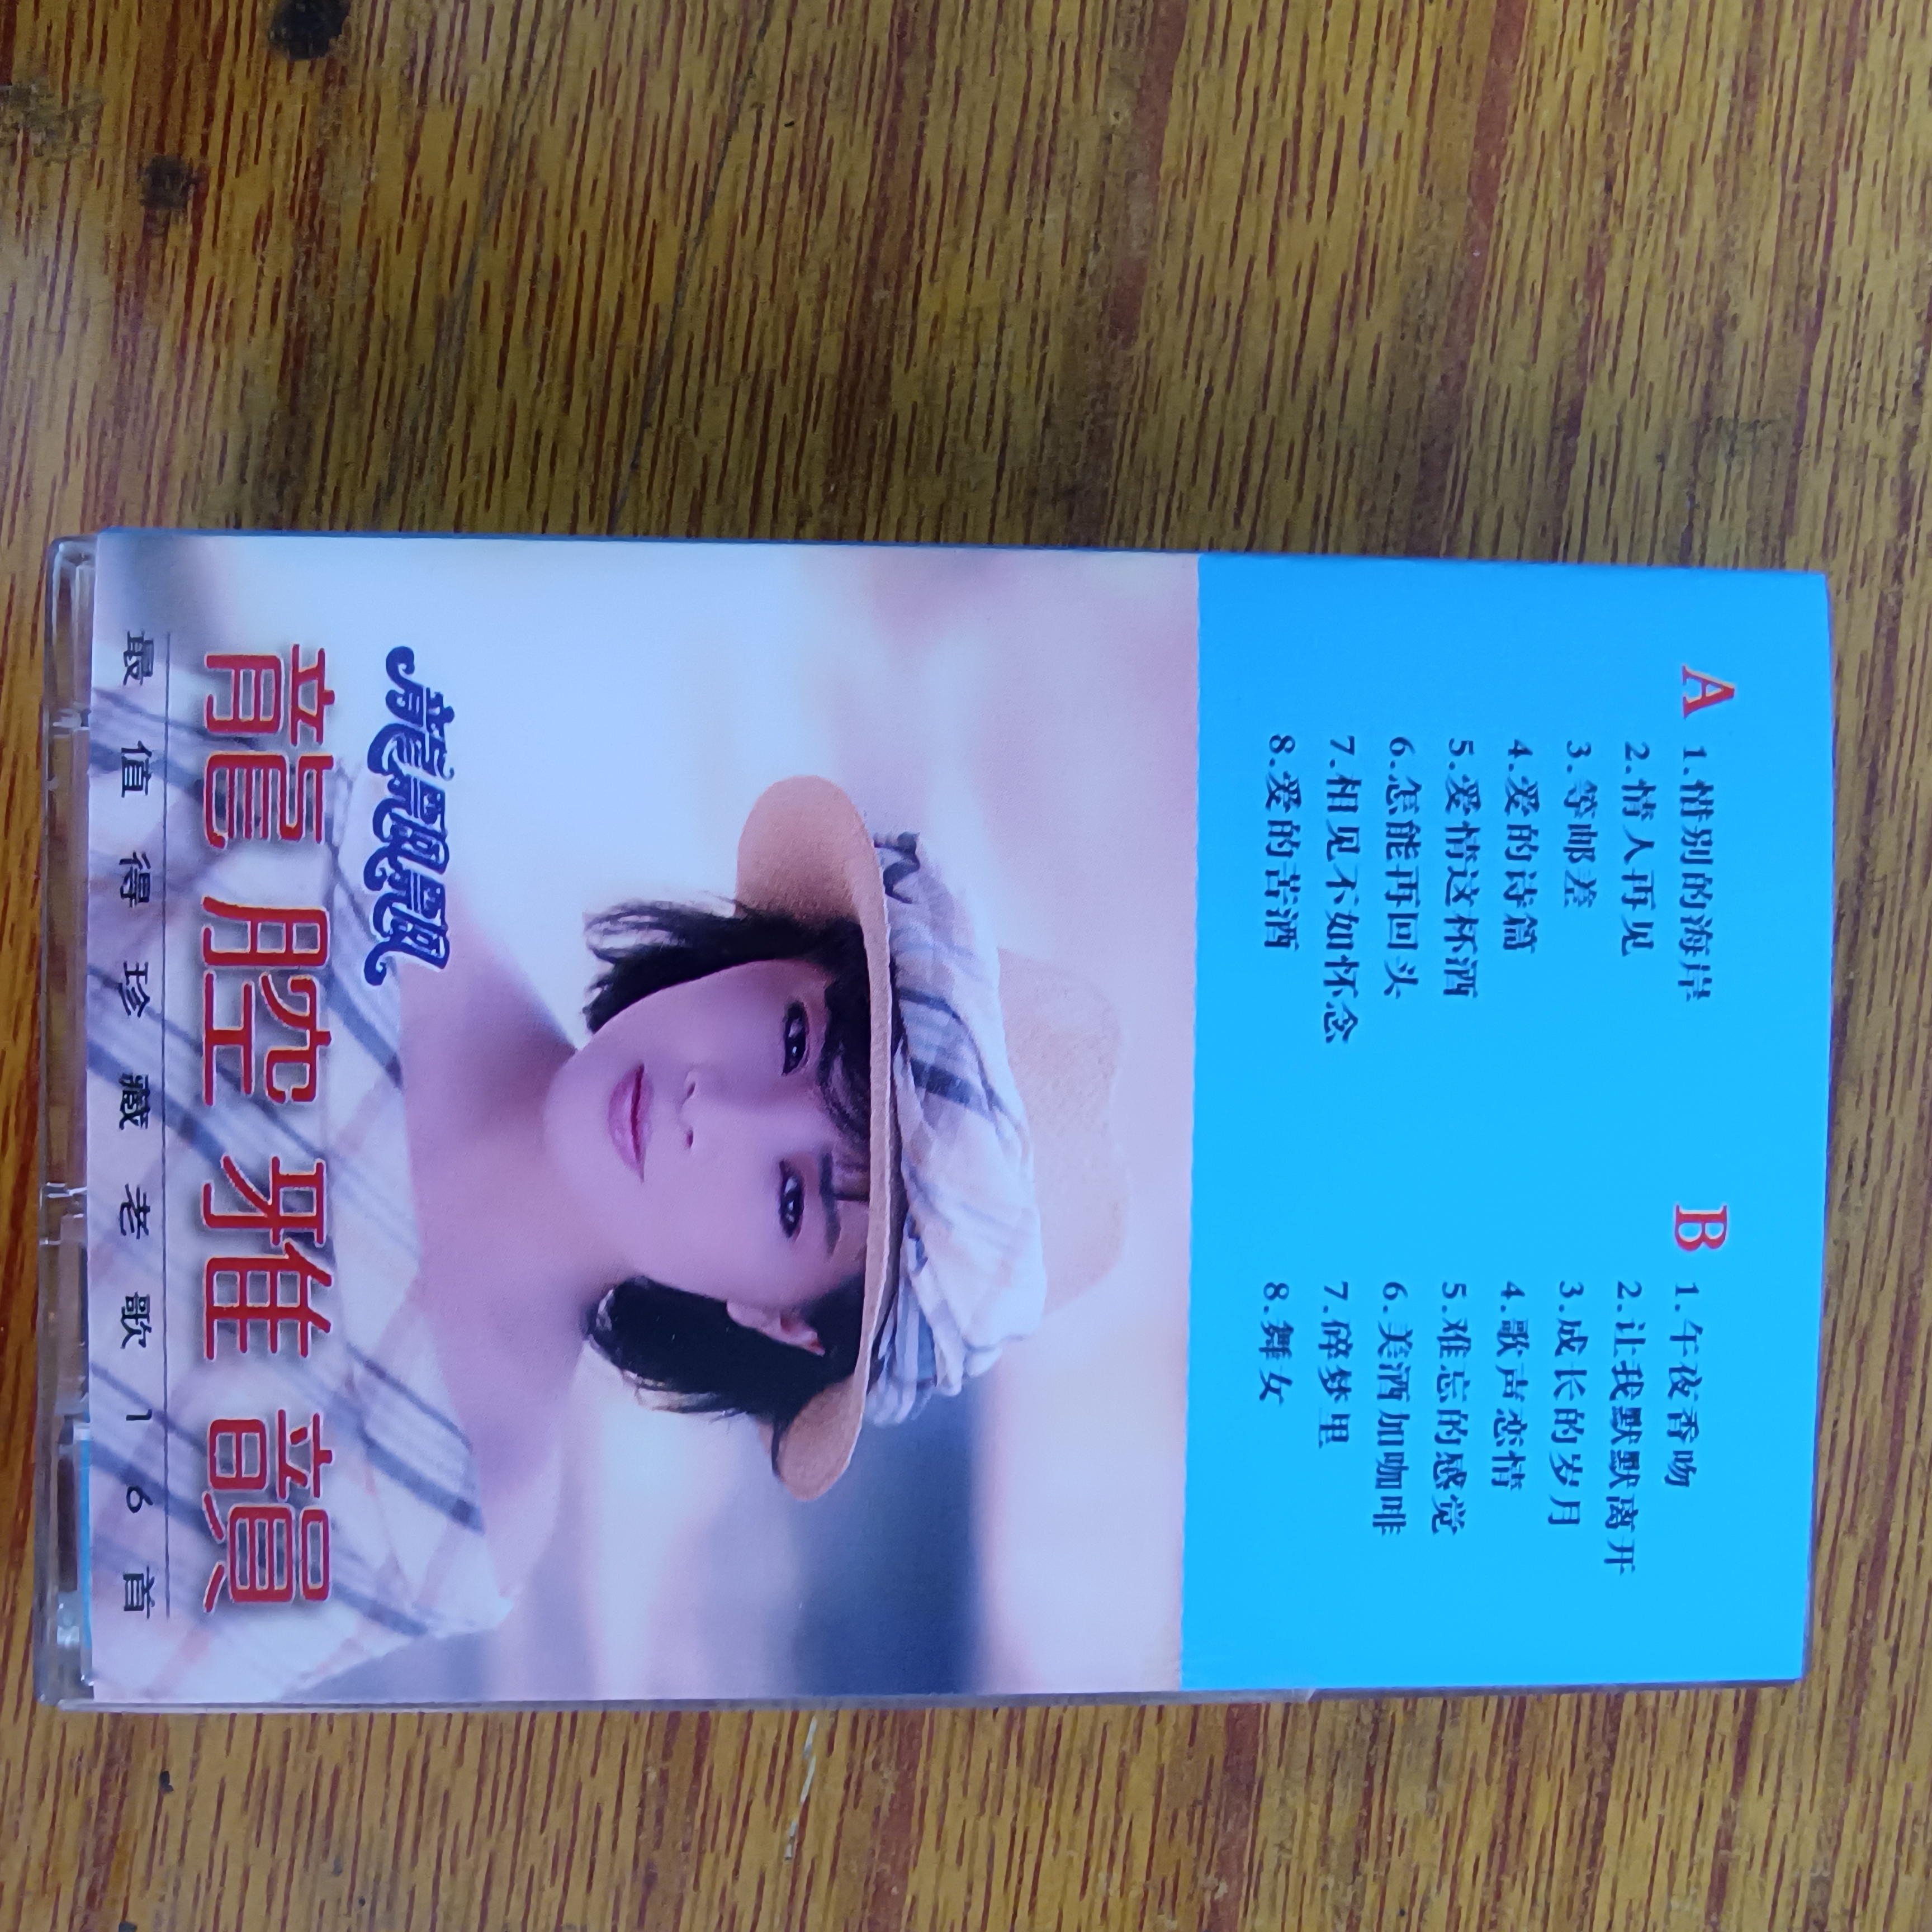 A
1.惜别的海岸
2.情人再见
3.等邮差
4.爱的诗篇
5.爱情这杯酒
6.怎能再回头
7.相见不如怀念
8.爱的苦酒
B
1.午夜香吻
2.让我默默离开
3.成长的岁月
4.歌声恋情
5.难忘的感觉
6.美酒加咖啡
7.碎梦里
8.舞女
龍飄飄
龍腔雅韻
最值得珍藏老歌16首